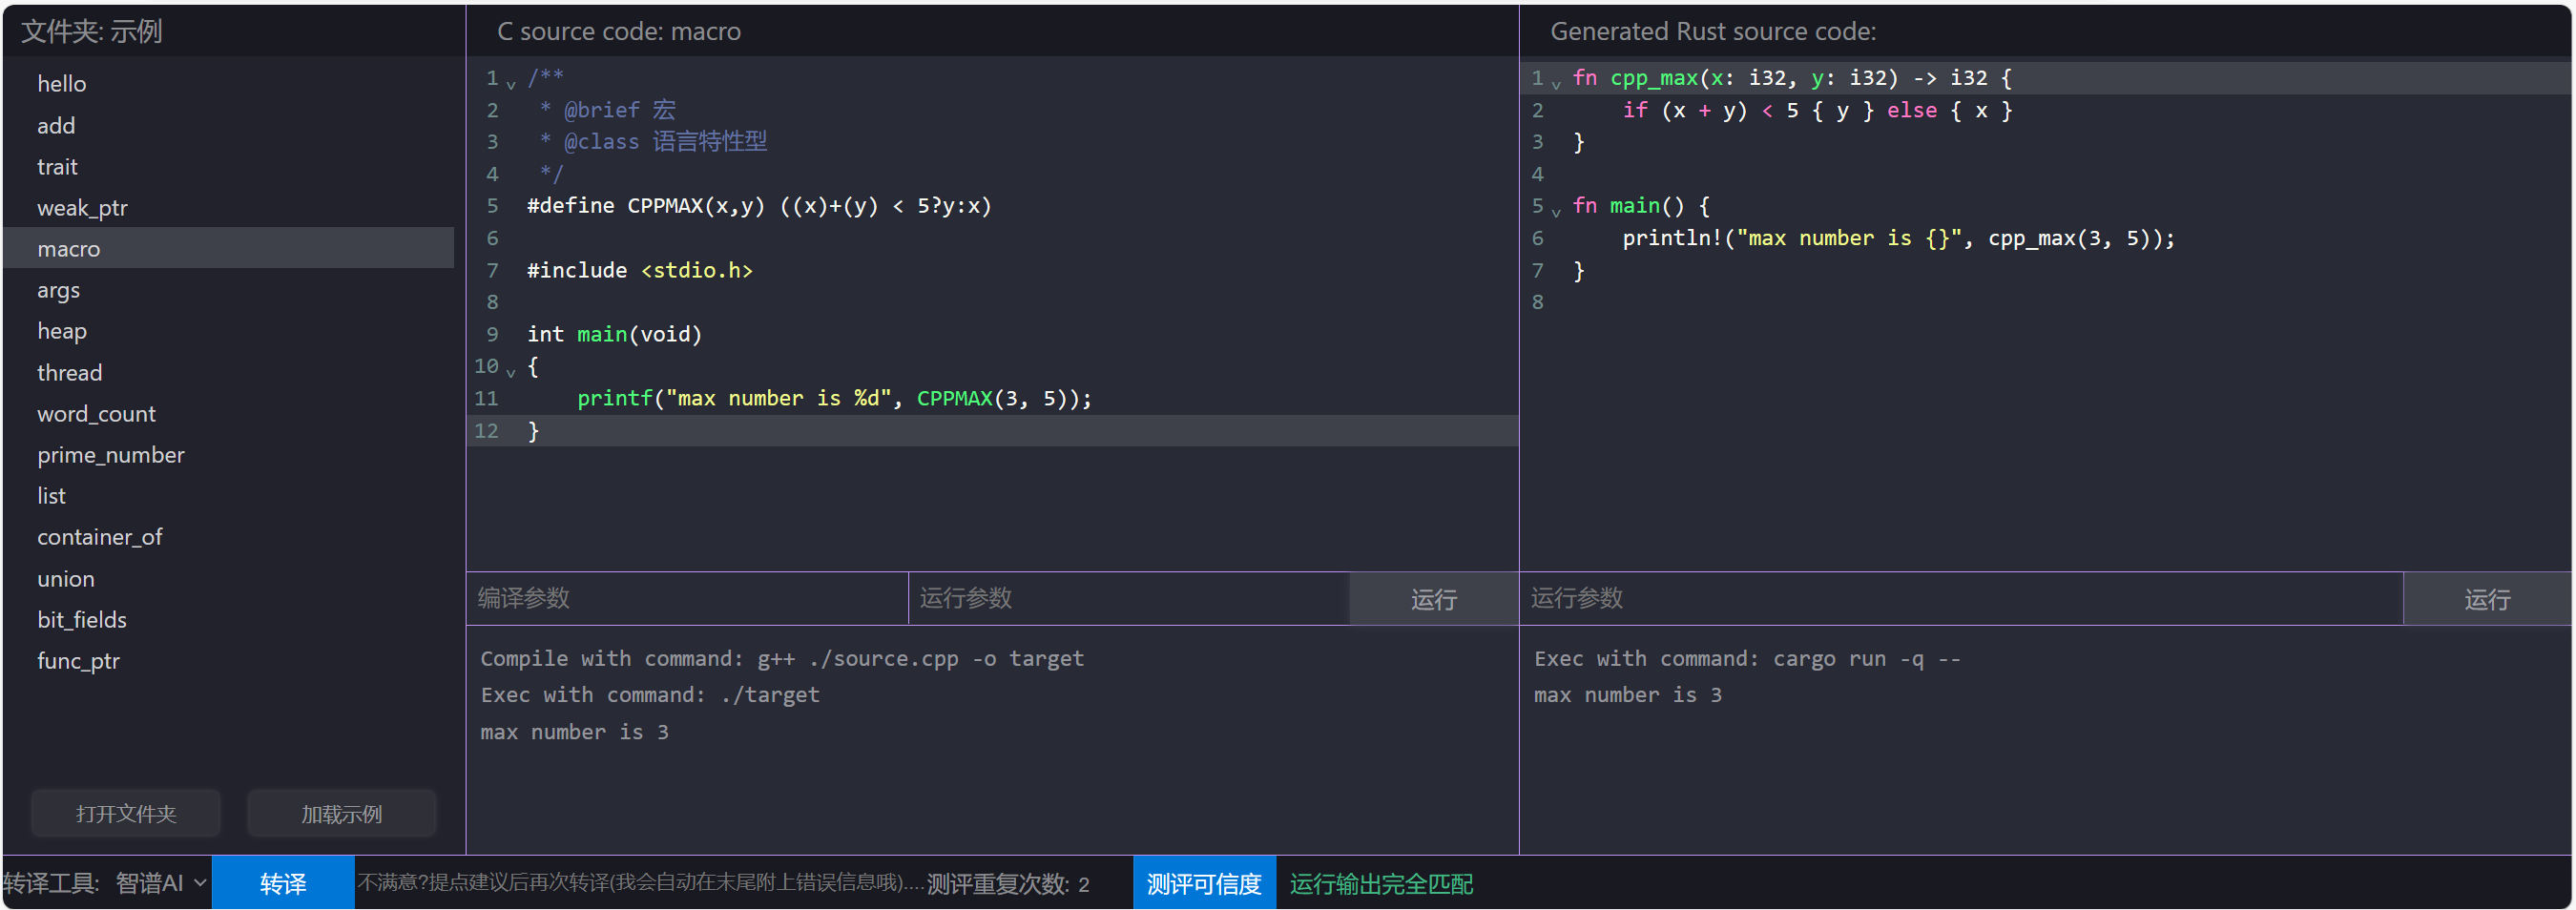 文件夹: 示例
hello
add
trait
weak_ptr
macro
args
heap
thread
word_count
prime_number
list
container_of
union
bit_fields
func_ptr
打开文件夹 加载示例
C source code: macro
1 /**
2  * @brief 宏
3  * @class 语言特性型
4  */
5 #define CPPMAX(x,y) ((x)+(y) < 5?y:x)
6
7 #include <stdio.h>
8
9 int main(void)
10 {
11     printf("max number is %d", CPPMAX(3, 5));
12 }
编译参数 运行参数 运行
Compile with command: g++ ./source.cpp -o target
Exec with command: ./target
max number is 3
Generated Rust source code:
1 fn cpp_max(x: i32, y: i32) -> i32 {
2     if (x + y) < 5 { y } else { x }
3 }
4
5 fn main() {
6     println!("max number is {}", cpp_max(3, 5));
7 }
8
运行参数 运行
Exec with command: cargo run -q --
max number is 3
转译工具: 智谱AI 转译 不满意?提点建议后再次转译(我会自动在末尾附上错误信息哦).... 测评重复次数: 2 测评可信度 运行输出完全匹配